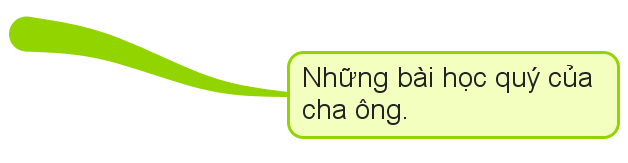 Những bài học quý của
cha ông.